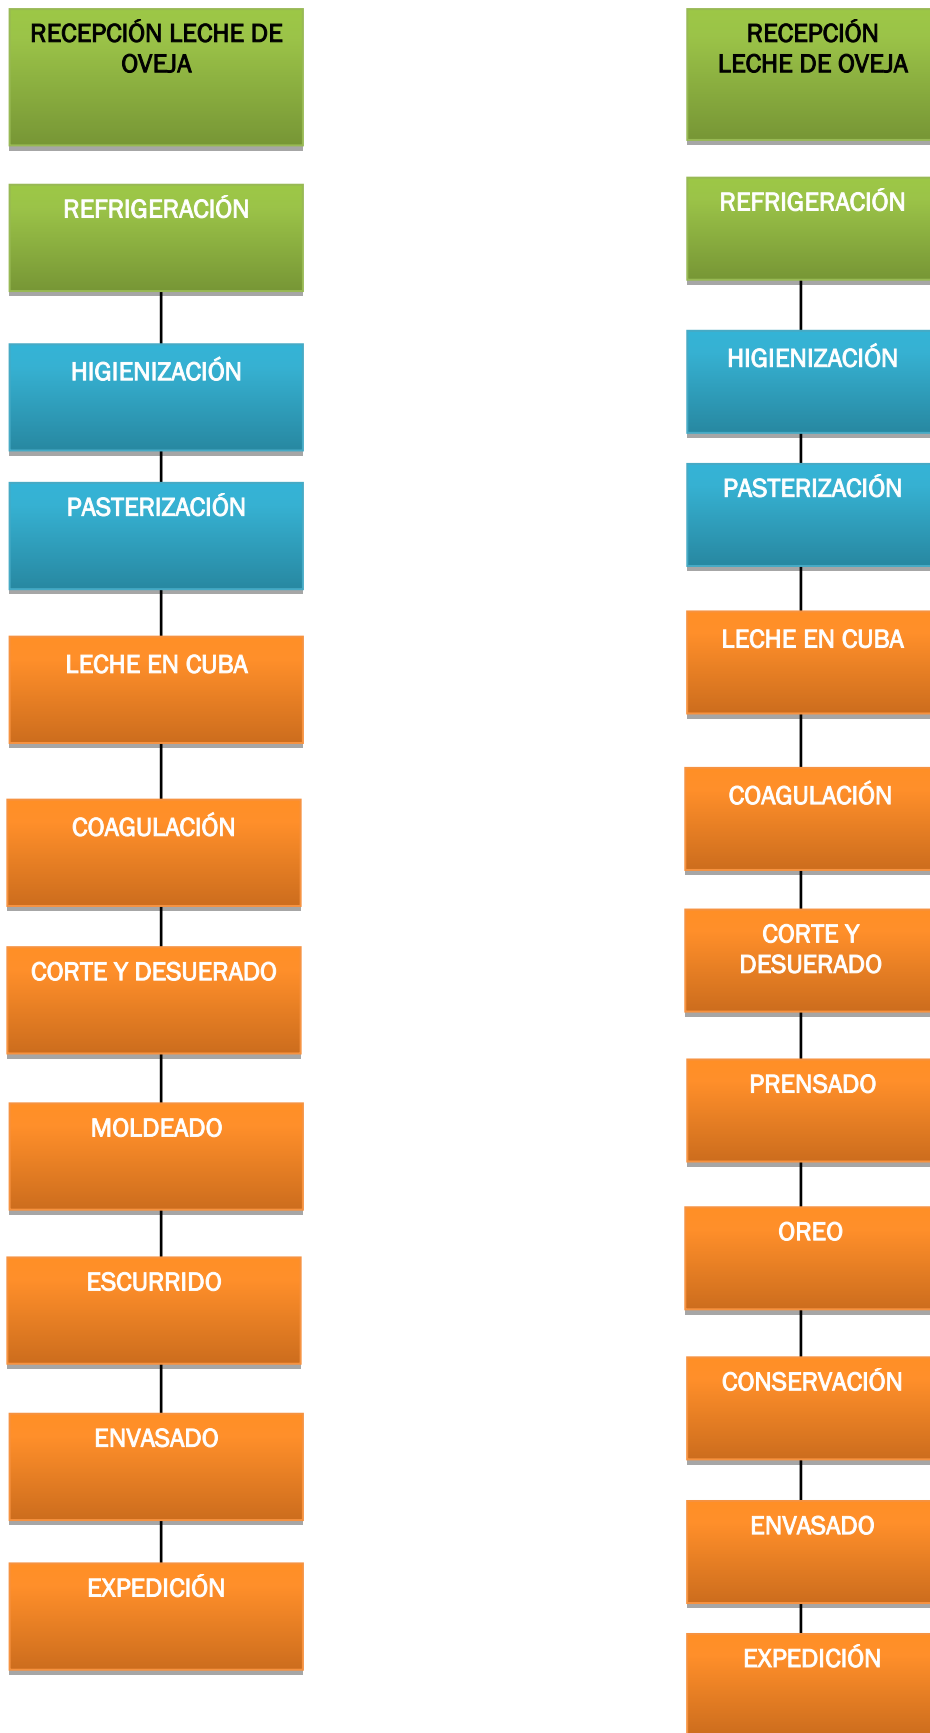 RECEPCIÓN LECHE DE
OVEJA
REFRIGERACIÓN
HIGIENIZACIÓN
PASTERIZACIÓN
LECHE EN CUBA
COAGULACIÓN
CORTE Y DESUERADO
MOLDEADO
ESCURRIDO
ENVASADO
EXPEDICIÓN
RECEPCIÓN
LECHE DE OVEJA
REFRIGERACIÓN
HIGIENIZACIÓN
PASTERIZACIÓN
LECHE EN CUBA
COAGULACIÓN
CORTE Y
DESUERADO
PRENSADO
OREO
CONSERVACIÓN
ENVASADO
EXPEDICIÓN